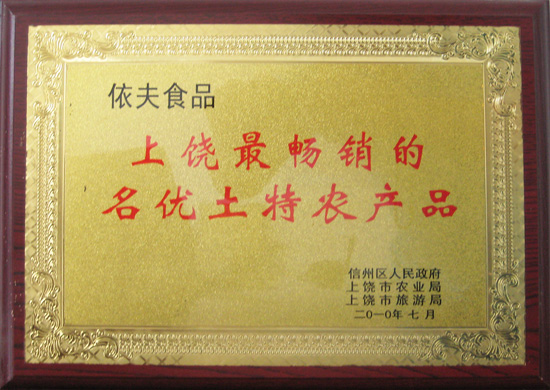 依夫食品
上饶最畅销的
名优土特农产品
信州区人民政府
上饶市农业局
上饶市旅游局
二○一○年七月